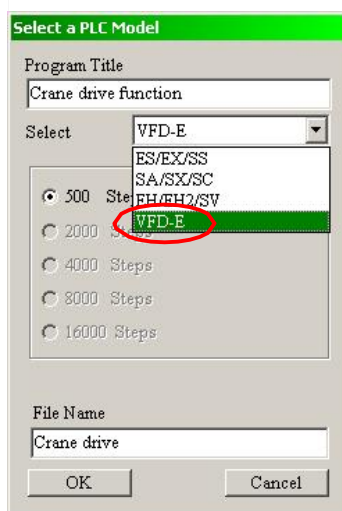 Select a PLC Model
Program Title
Crane drive function
Select VFD-E
ES/EX/SS
SA/SX/SC
500 Ste EH/EH2/SV
VFD-E
2000 Steps
4000 Steps
8000 Steps
16000 Steps
File Name
Crane drive
OK Cancel